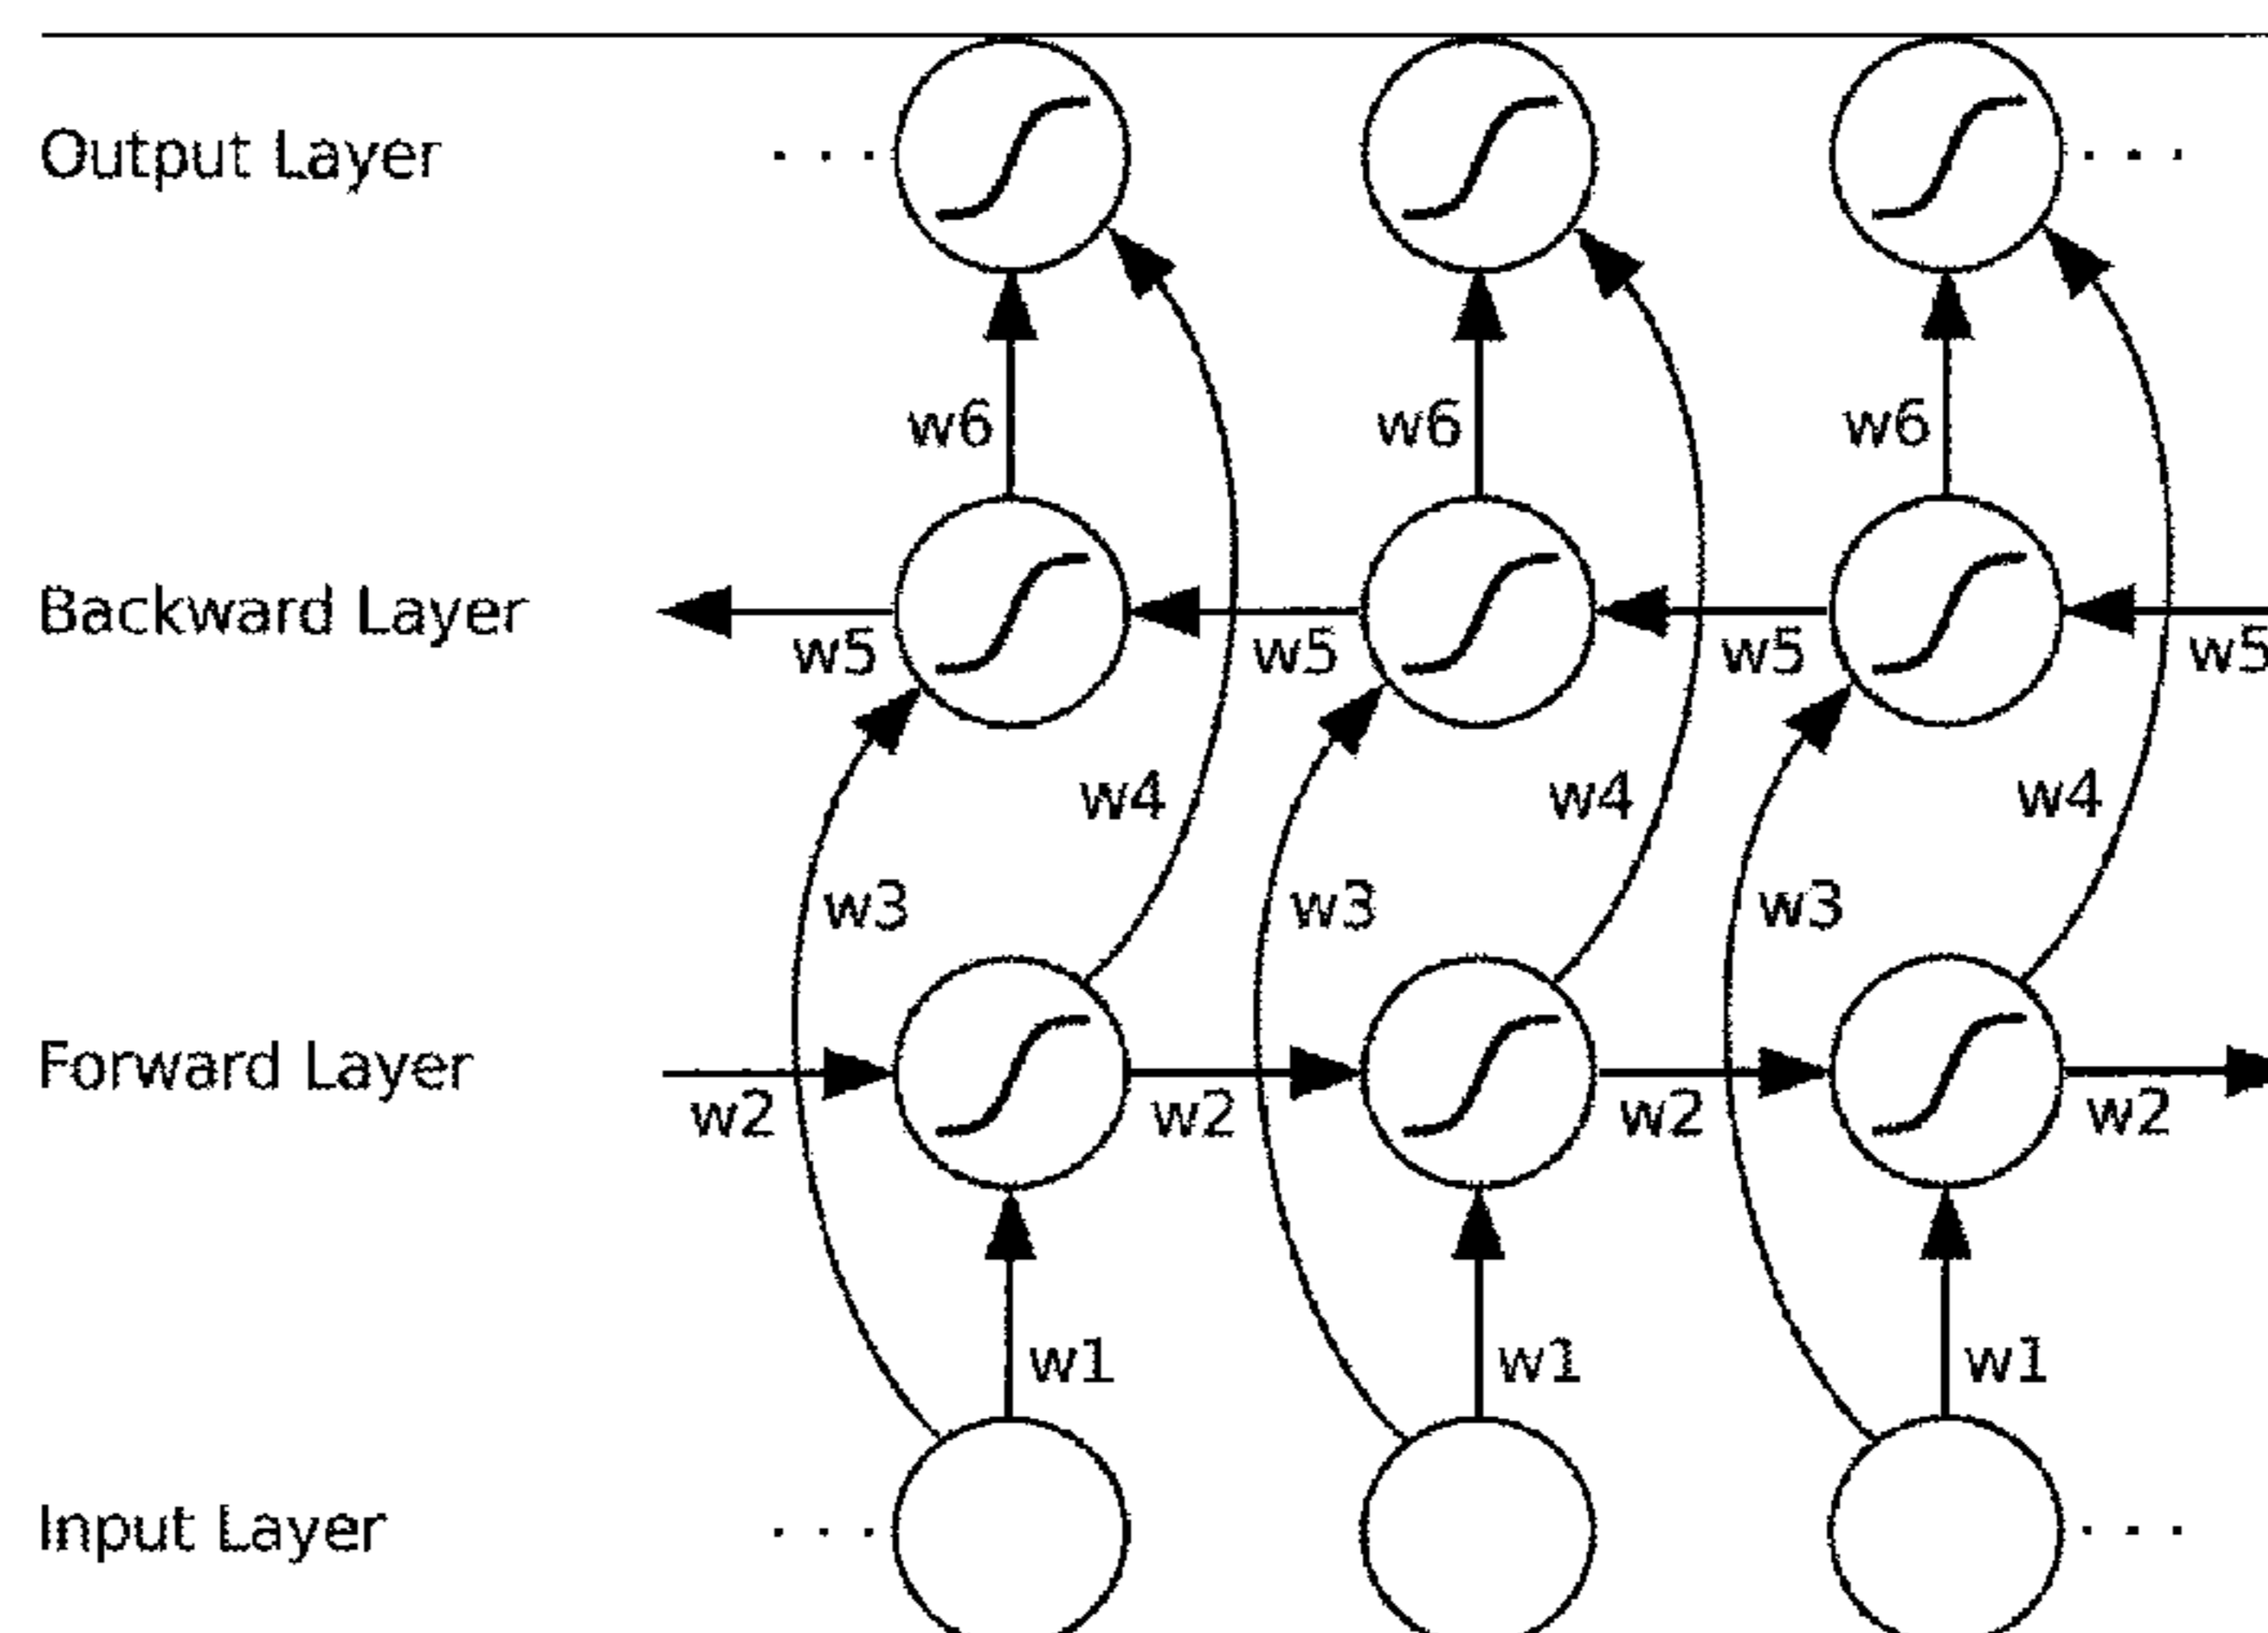 Output Layer
... ...
w6 w6 w6
Backward Layer
w5 w5 w5 w5
w4 w4 w4
w3 w3 w3
Forward Layer
w2 w2 w2 w2
w1 w1 w1
Input Layer
... ...